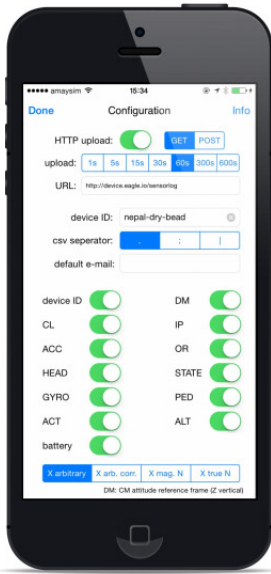 amaysim 15:34
Done Configuration Info
HTTP upload: GET POST
upload: 1s 5s 15s 30s 60s 300s 600s
URL: http://device.eagle.io/sensorlog
device ID: nepal-dry-bead
csv seperator: , ; |
default e-mail:
device ID DM
CL IP
ACC OR
HEAD STATE
GYRO PED
ACT ALT
battery
X arbitrary X arb. corr. X mag. N X true N
DM: CM attitude reference frame (Z vertical)